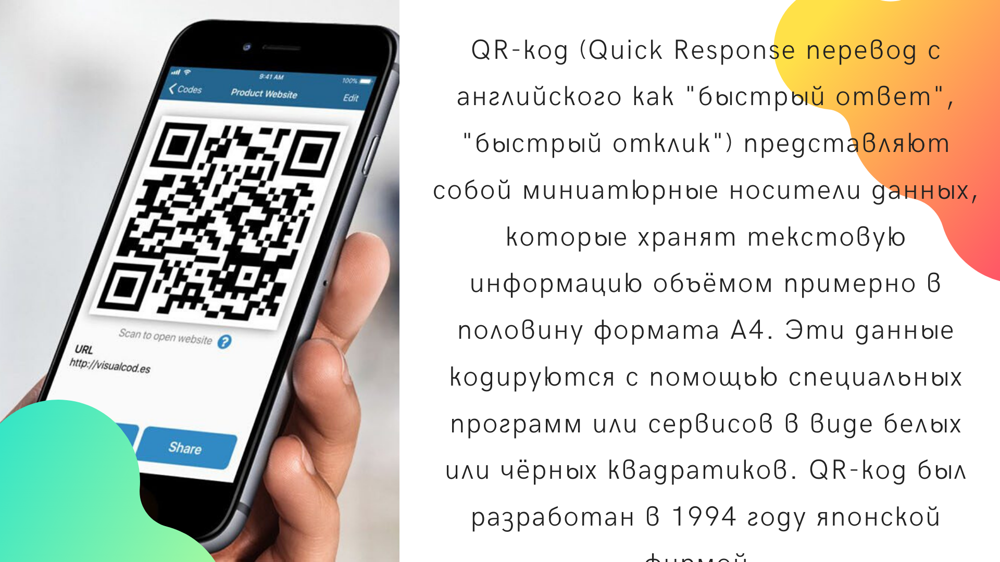 9:41 AM
100%
Codes
Product Website
Edit
Scan to open website ?
URL
http://visualcod.es
Share
QR-код (Quick Response перевод с
английского как "быстрый ответ",
"быстрый отклик") представляют
собой миниатюрные носители данных,
которые хранят текстовую
информацию объёмом примерно в
половину формата А4. Эти данные
кодируются с помощью специальных
программ или сервисов в виде белых
или чёрных квадратиков. QR-код был
разработан в 1994 году японской